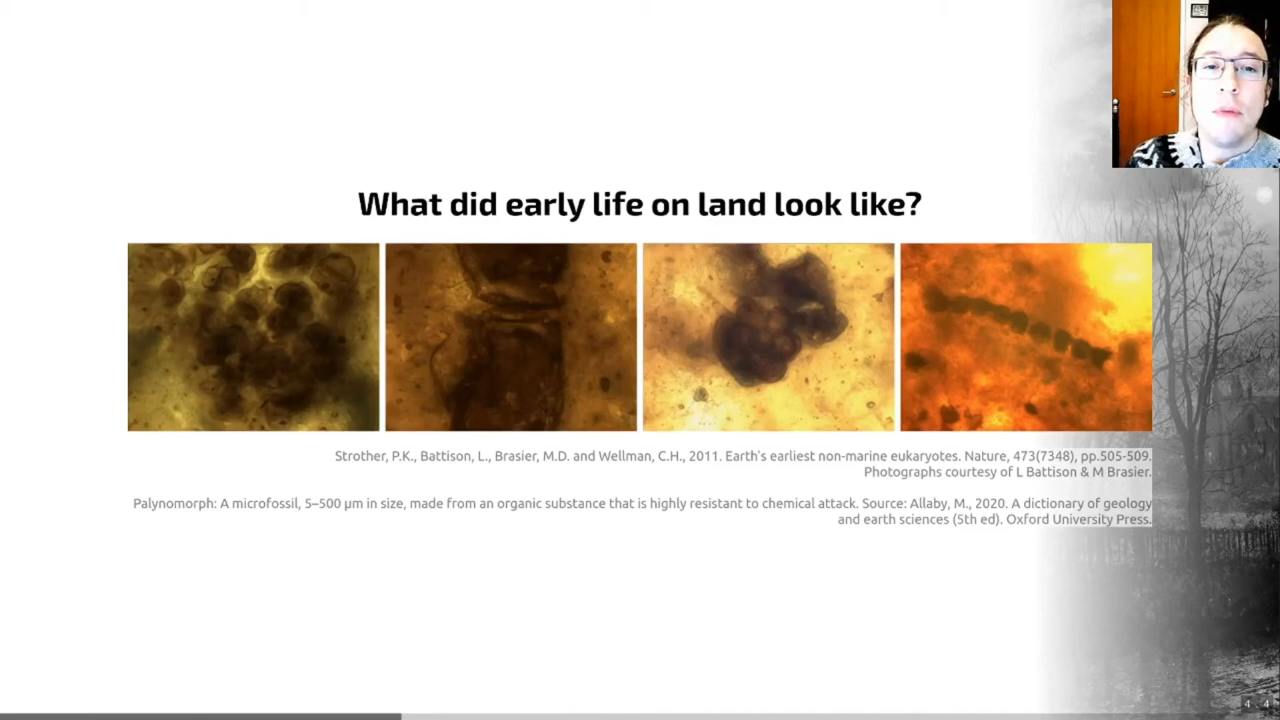 What did early life on land look like?
Strother, P.K., Battison, L., Brasier, M.D. and Wellman, C.H., 2011. Earth's earliest non-marine eukaryotes. Nature, 473(7348), pp.505-509.
Photographs courtesy of L Battison & M Brasier.
Palynomorph: A microfossil, 5–500 μm in size, made from an organic substance that is highly resistant to chemical attack. Source: Allaby, M., 2020. A dictionary of geology
and earth sciences (5th ed). Oxford University Press.
4 . 4